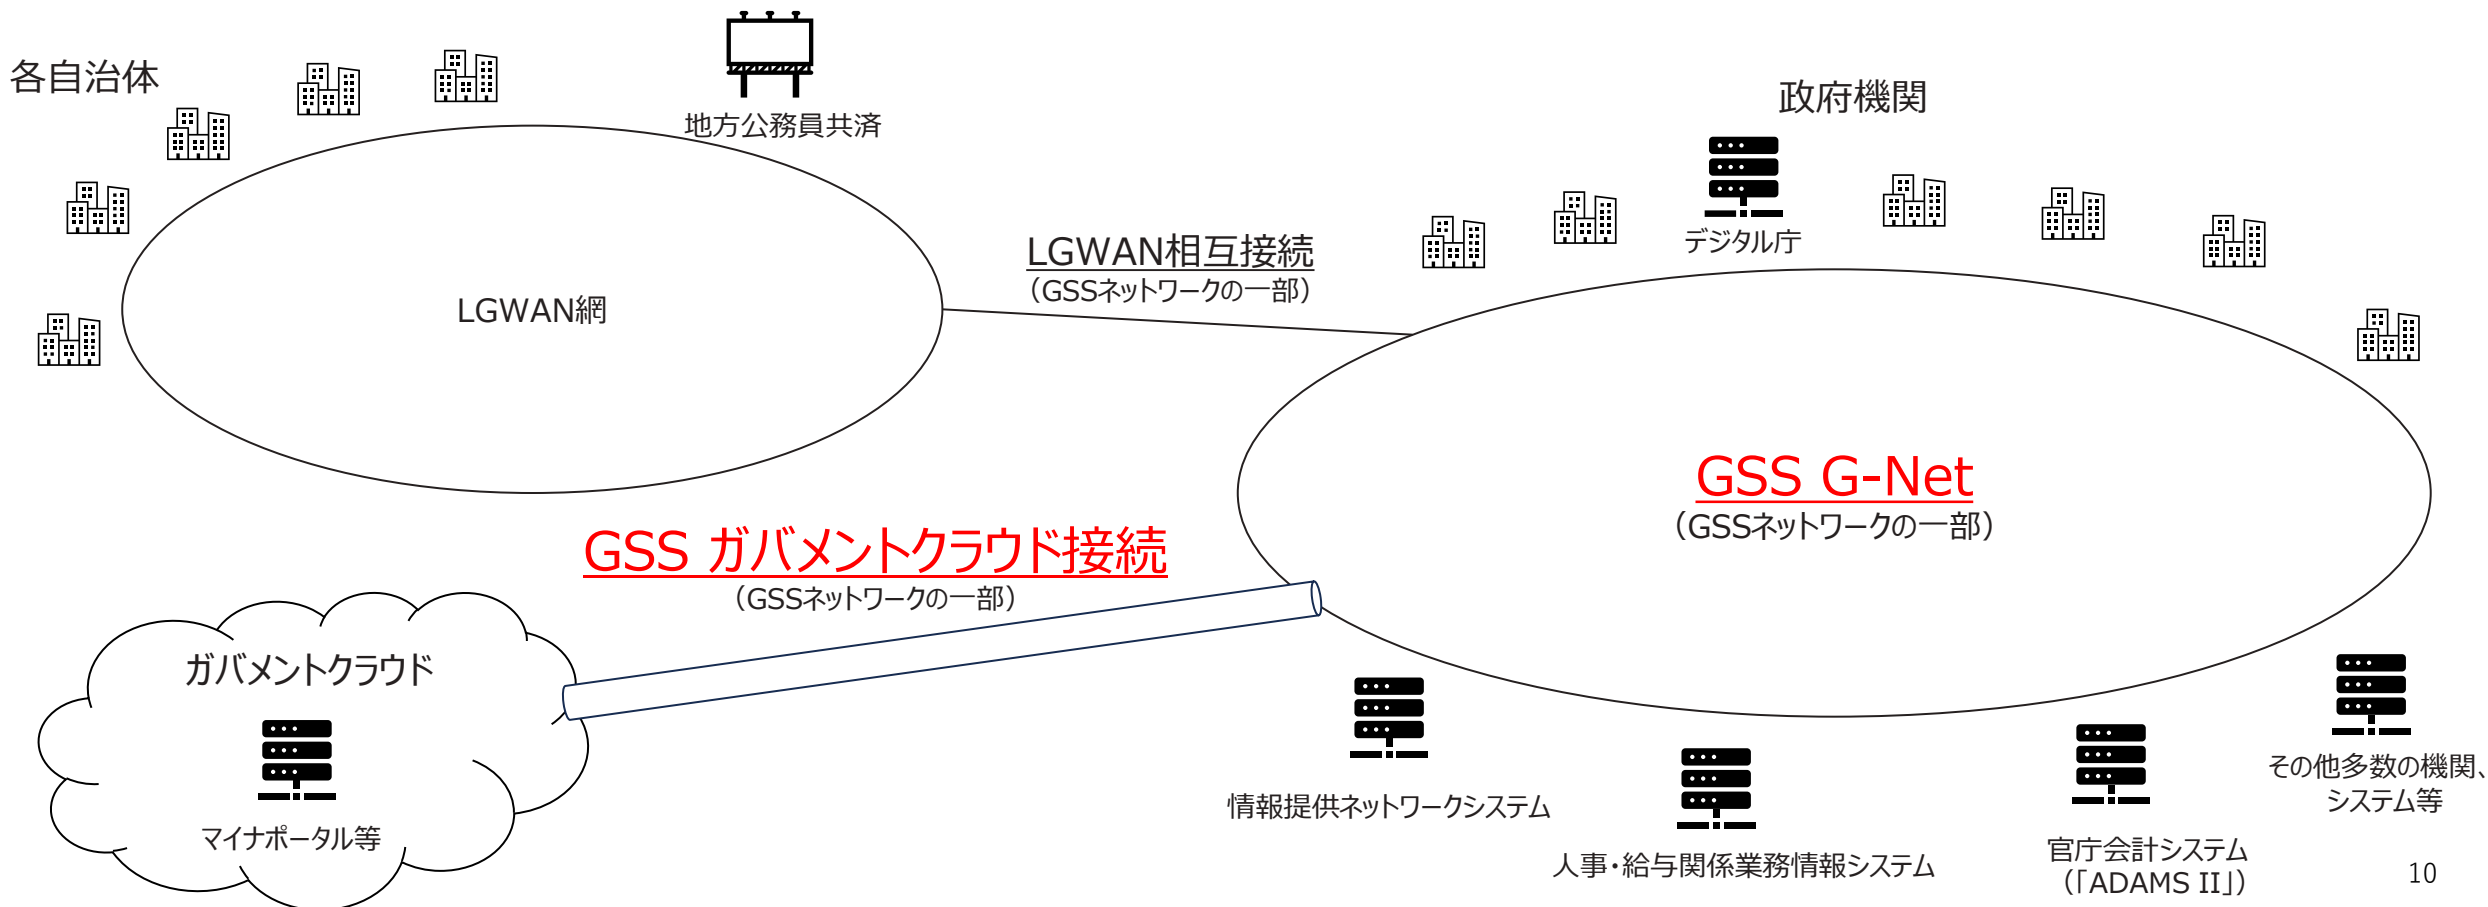 各自治体
地方公務員共済
政府機関
デジタル庁
LGWAN相互接続
（GSSネットワークの一部）
LGWAN網
GSS G-Net
（GSSネットワークの一部）
GSS ガバメントクラウド接続
（GSSネットワークの一部）
ガバメントクラウド
マイナポータル等
情報提供ネットワークシステム
人事・給与関係業務情報システム
官庁会計システム
（「ADAMS II」）
その他多数の機関、
システム等
10